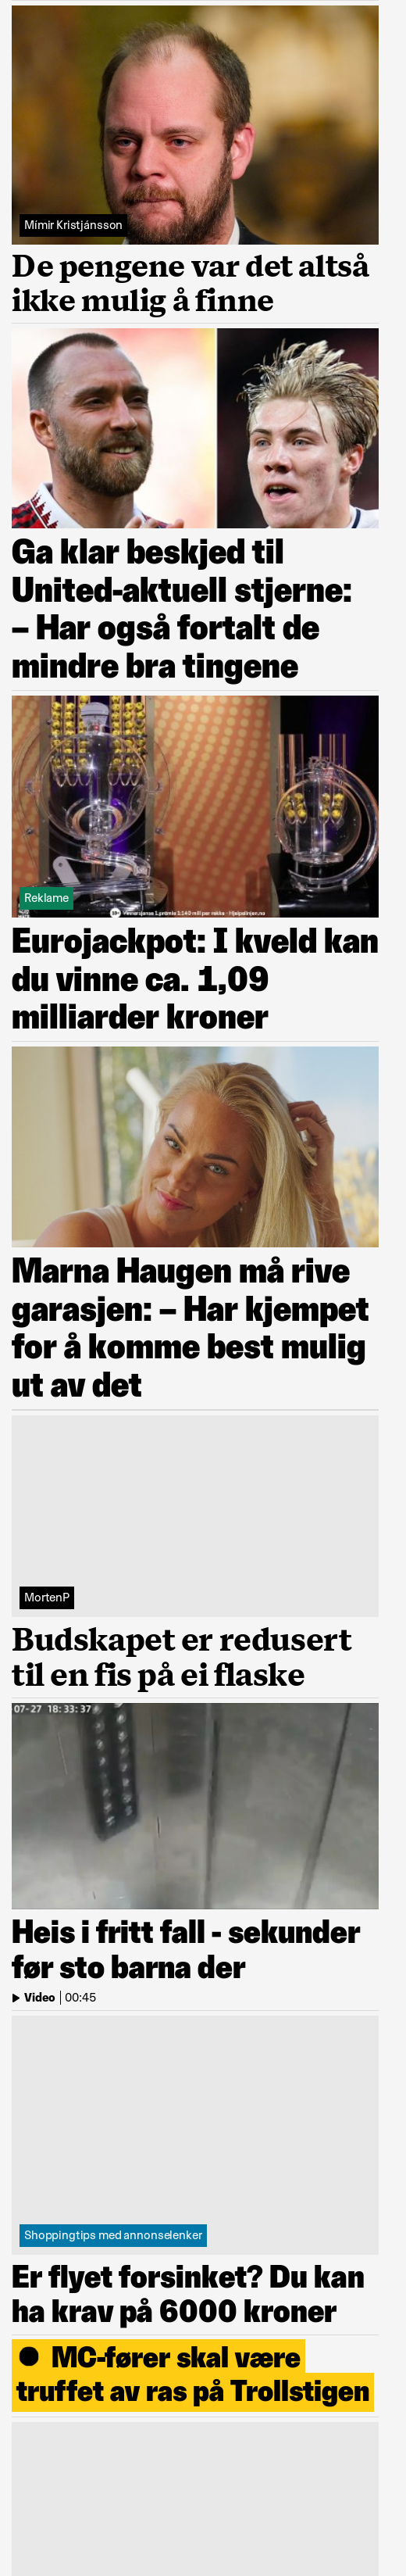 Mímir Kristjánsson
De pengene var det altså
ikke mulig å finne
Ga klar beskjed til
United-aktuell stjerne:
– Har også fortalt de
mindre bra tingene
Reklame
Eurojackpot: I kveld kan
du vinne ca. 1,09
milliarder kroner
Marna Haugen må rive
garasjen: – Har kjempet
for å komme best mulig
ut av det
MortenP
Budskapet er redusert
til en fis på ei flaske
07-27 18:33:37
Heis i fritt fall - sekunder
før sto barna der
Video | 00:45
Shoppingtips med annonselenker
Er flyet forsinket? Du kan
ha krav på 6000 kroner
MC-fører skal være
truffet av ras på Trollstigen